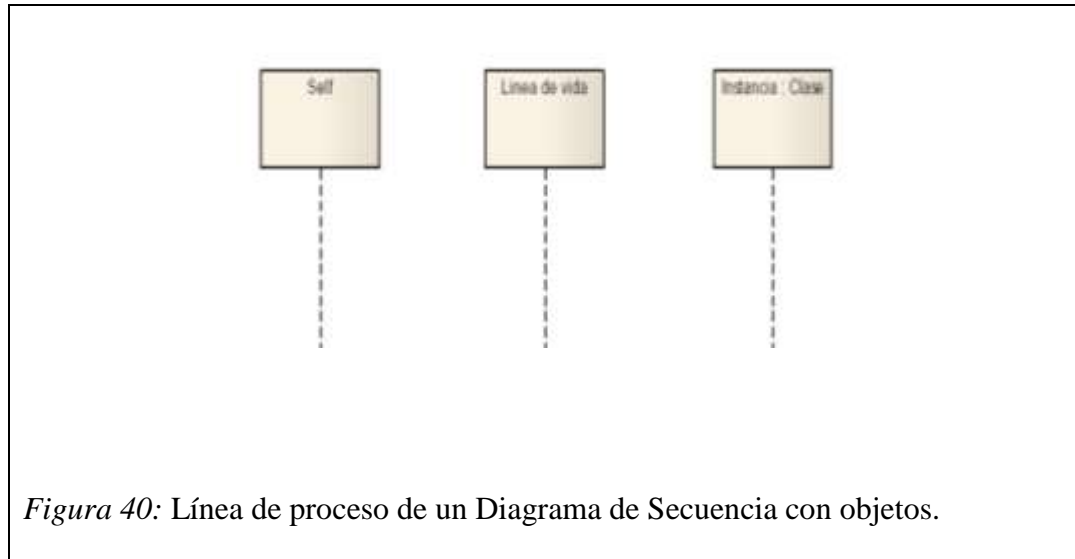 Self
Linea de vida
Instancia : Clase
Figura 40: Línea de proceso de un Diagrama de Secuencia con objetos.